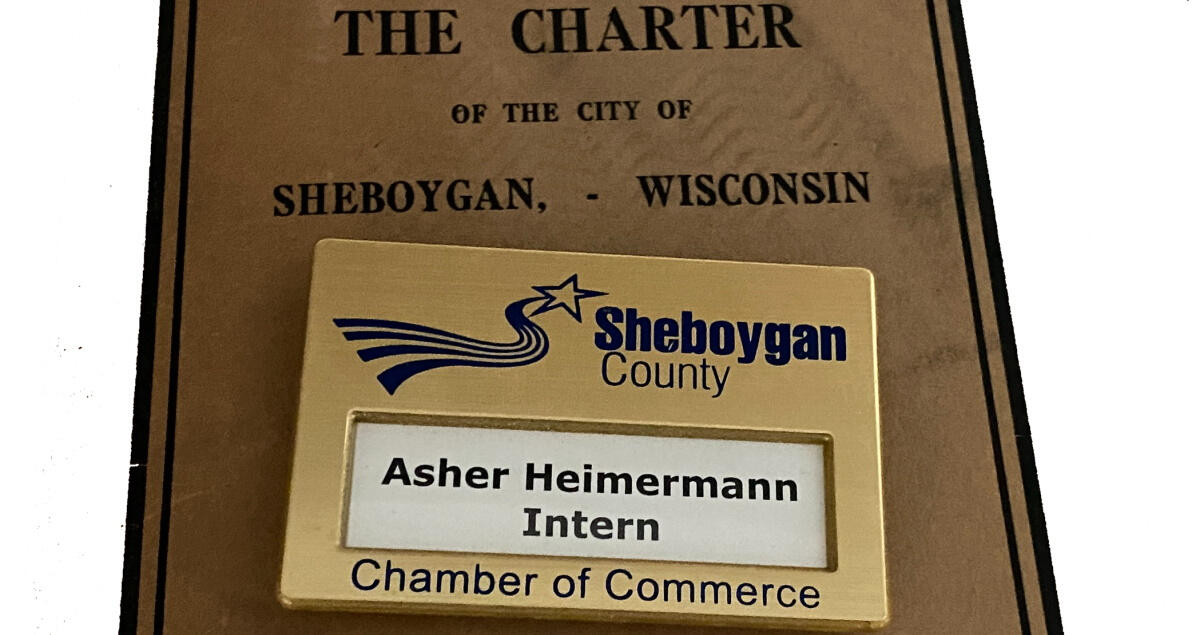 THE CHARTER
OF THE CITY OF
SHEBOYGAN, - WISCONSIN
Sheboygan
County
Asher Heimermann
Intern
Chamber of Commerce